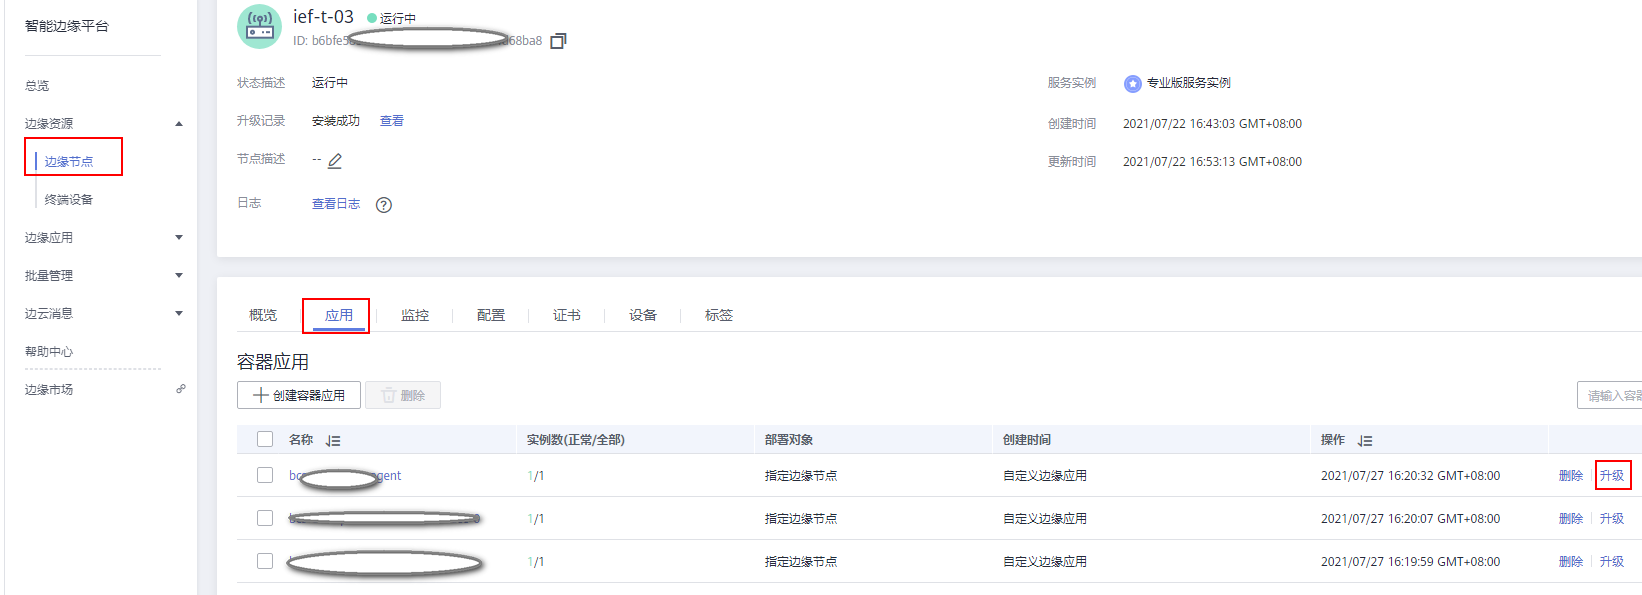 智能边缘平台
总览
边缘资源
边缘节点
终端设备
边缘应用
批量管理
边云消息
帮助中心
边缘市场
ief-t-03 运行中
ID: b6bfe5 68ba8
状态描述 运行中
升级记录 安装成功 查看
节点描述 --
日志 查看日志
服务实例 专业版服务实例
创建时间 2021/07/22 16:43:03 GMT+08:00
更新时间 2021/07/22 16:53:13 GMT+08:00
概览 应用 监控 配置 证书 设备 标签
容器应用
创建容器应用 删除
请输入容器
名称 实例数(正常/全部) 部署对象 创建时间 操作
gent 1/1 指定边缘节点 自定义边缘应用 2021/07/27 16:20:32 GMT+08:00 删除 升级
1/1 指定边缘节点 自定义边缘应用 2021/07/27 16:20:07 GMT+08:00 删除 升级
1/1 指定边缘节点 自定义边缘应用 2021/07/27 16:19:59 GMT+08:00 删除 升级